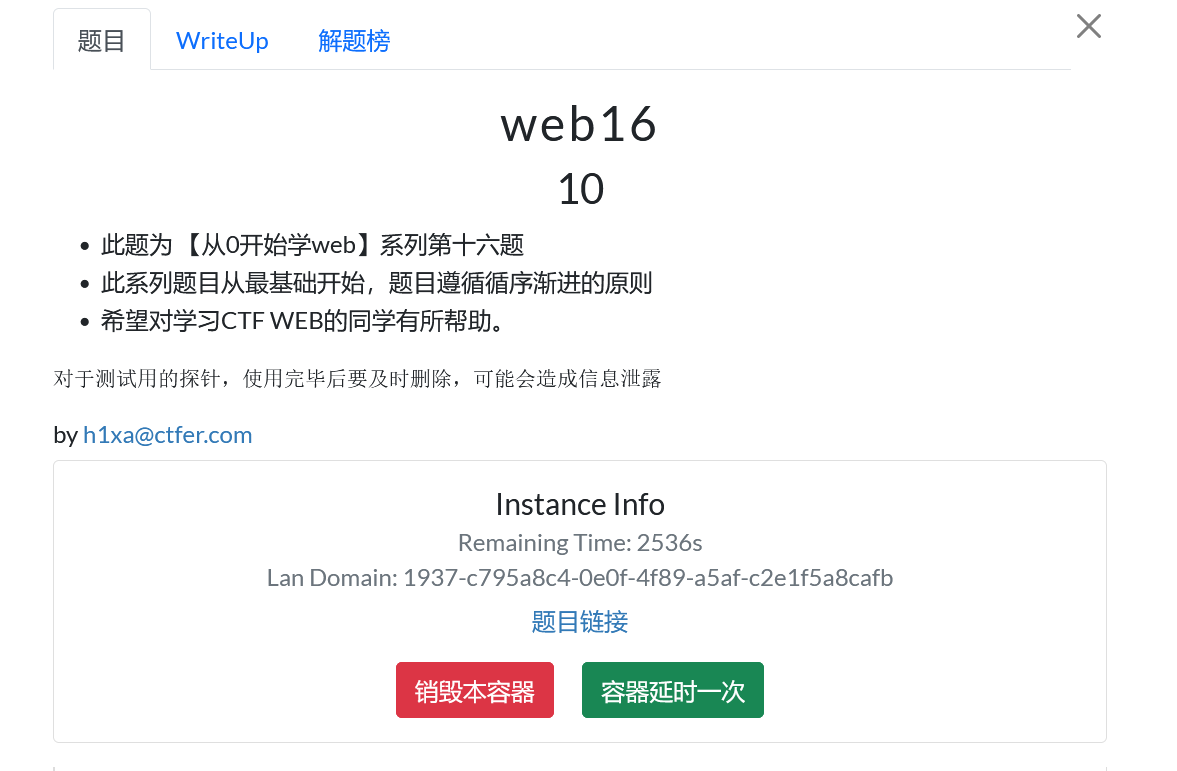 题目 WriteUp 解题榜
web16
10
此题为 【从0开始学web】系列第十六题
此系列题目从最基础开始，题目遵循循序渐进的原则
希望对学习CTF WEB的同学有所帮助。
对于测试用的探针，使用完毕后要及时删除，可能会造成信息泄露
by h1xa@ctfer.com
Instance Info
Remaining Time: 2536s
Lan Domain: 1937-c795a8c4-0e0f-4f89-a5af-c2e1f5a8cafb
题目链接
销毁本容器 容器延时一次